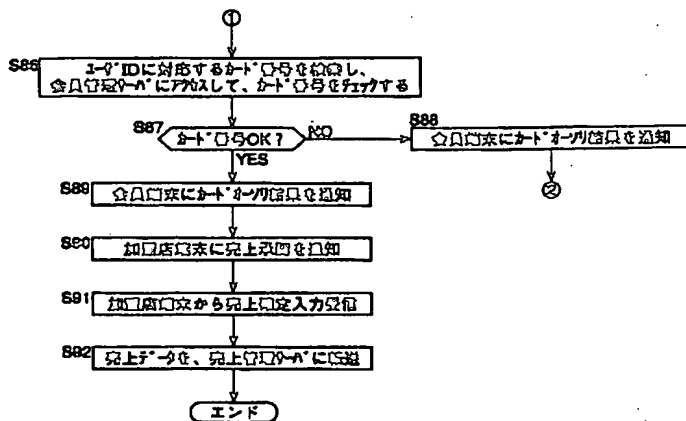 ①
S86
ユーザIDに対応するカード番号を検索し、
会員管理サーバにアクセスして、カード番号をチェックする
S87
カード番号OK?
NO
S88
会員端末にカードオーソリ結果を通知
YES
②
S89
会員端末にカードオーソリ結果を通知
S90
加盟店端末に売上を通知
S91
加盟店端末から売上確定入力受信
S92
売上データを、売上管理サーバに
エンド